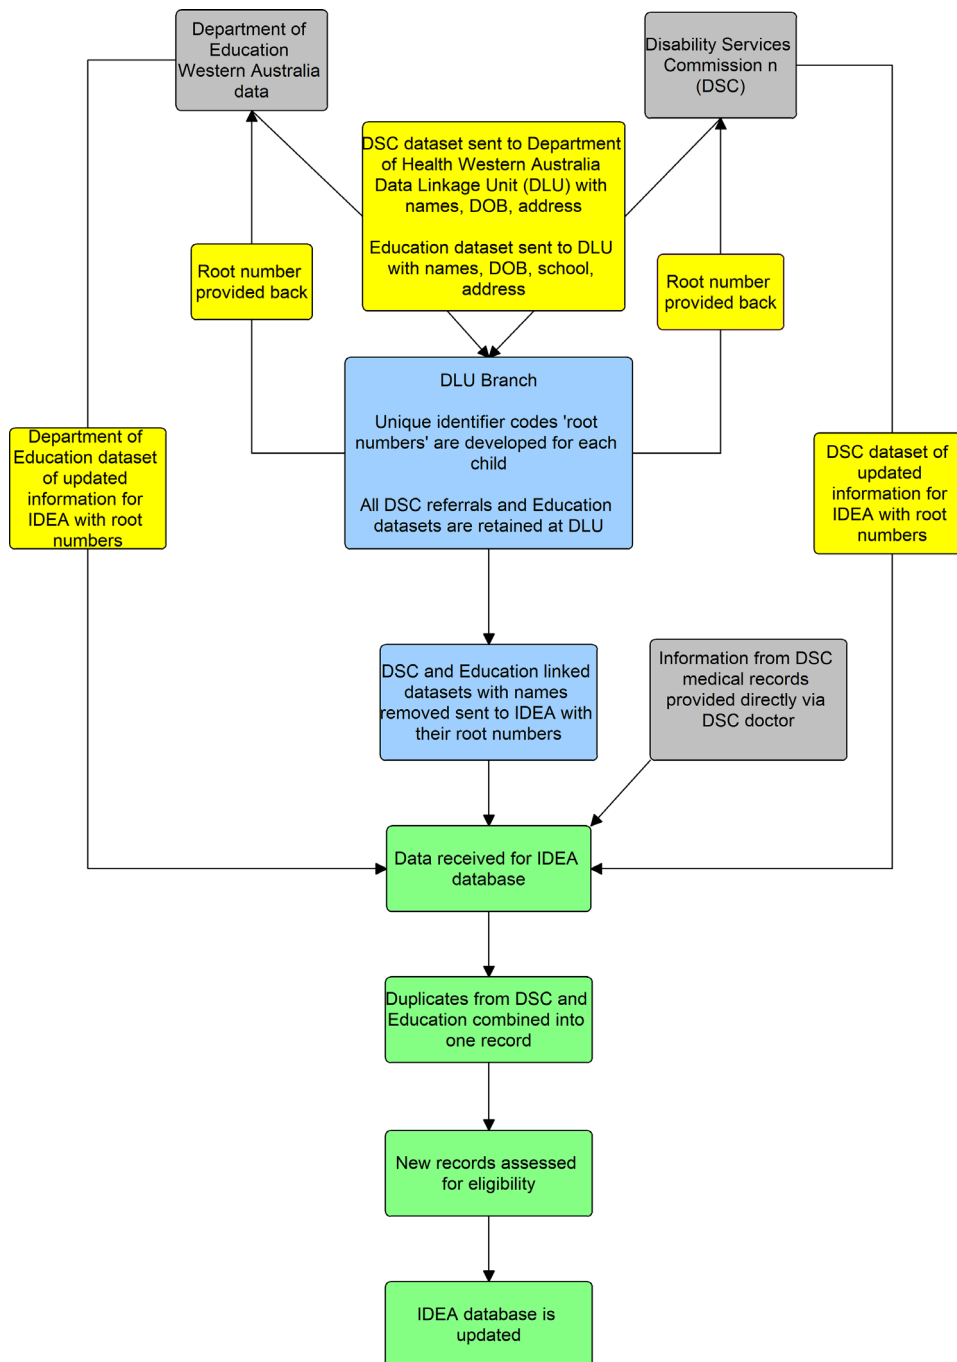 Department of
Education
Western Australia
data
Disability Services
Commission n
(DSC)
DSC dataset sent to Department
of Health Western Australia
Data Linkage Unit (DLU) with
names, DOB, address
Education dataset sent to DLU
with names, DOB, school,
address
Root number
provided back
Root number
provided back
DLU Branch
Unique identifier codes 'root
numbers' are developed for each
child
All DSC referrals and Education
datasets are retained at DLU
Department of
Education dataset
of updated
information for
IDEA with root
numbers
DSC dataset of
updated
information for
IDEA with root
numbers
DSC and Education linked
datasets with names
removed sent to IDEA with
their root numbers
Information from DSC
medical records
provided directly via
DSC doctor
Data received for IDEA
database
Duplicates from DSC and
Education combined into
one record
New records assessed
for eligibility
IDEA database is
updated